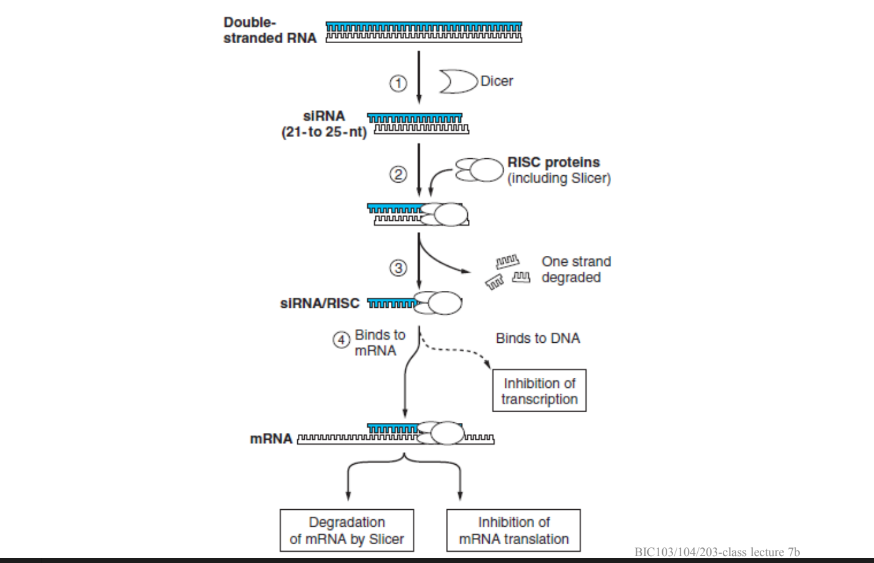 Double-
stranded RNA
① Dicer
siRNA
(21-to 25-nt)
② RISC proteins
(including Slicer)
③ One strand
degraded
siRNA/RISC
④ Binds to
mRNA
Binds to DNA
Inhibition of
transcription
mRNA
Degradation
of mRNA by Slicer
Inhibition of
mRNA translation
BIC103/104/203-class lecture 7b